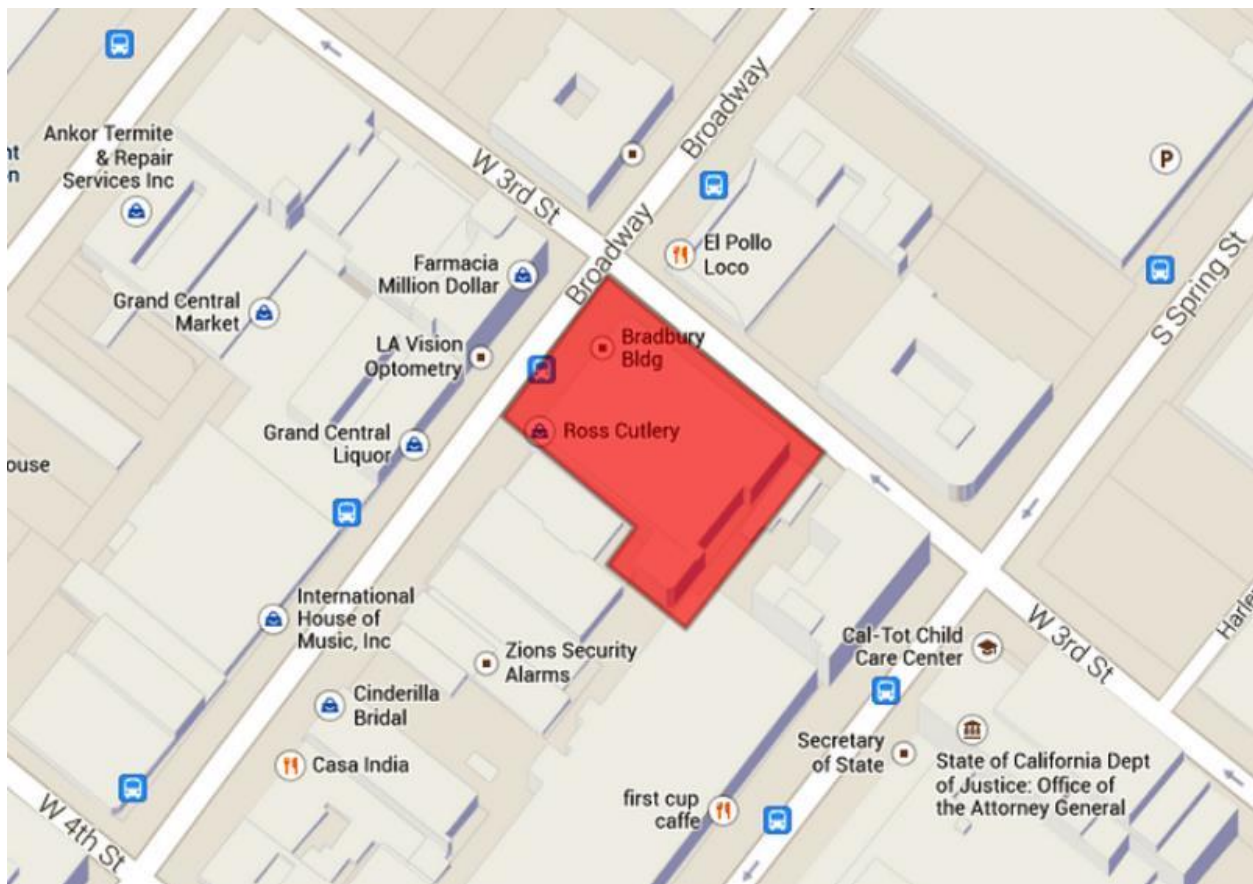 Ankor Termite
& Repair
Services Inc
nt
n
W 3rd St
Broadway
Broadway
P
El Pollo
Loco
S Spring St
Farmacia
Million Dollar
Grand Central
Market
LA Vision
Optometry
Bradbury
Bldg
Grand Central
Liquor
Ross Cutlery
ouse
International
House of
Music, Inc
Zions Security
Alarms
Cal-Tot Child
Care Center
W 3rd St
Harle
Cinderilla
Bridal
Casa India
Secretary
of State
State of California Dept
of Justice: Office of
the Attorney General
first cup
caffe
W 4th St